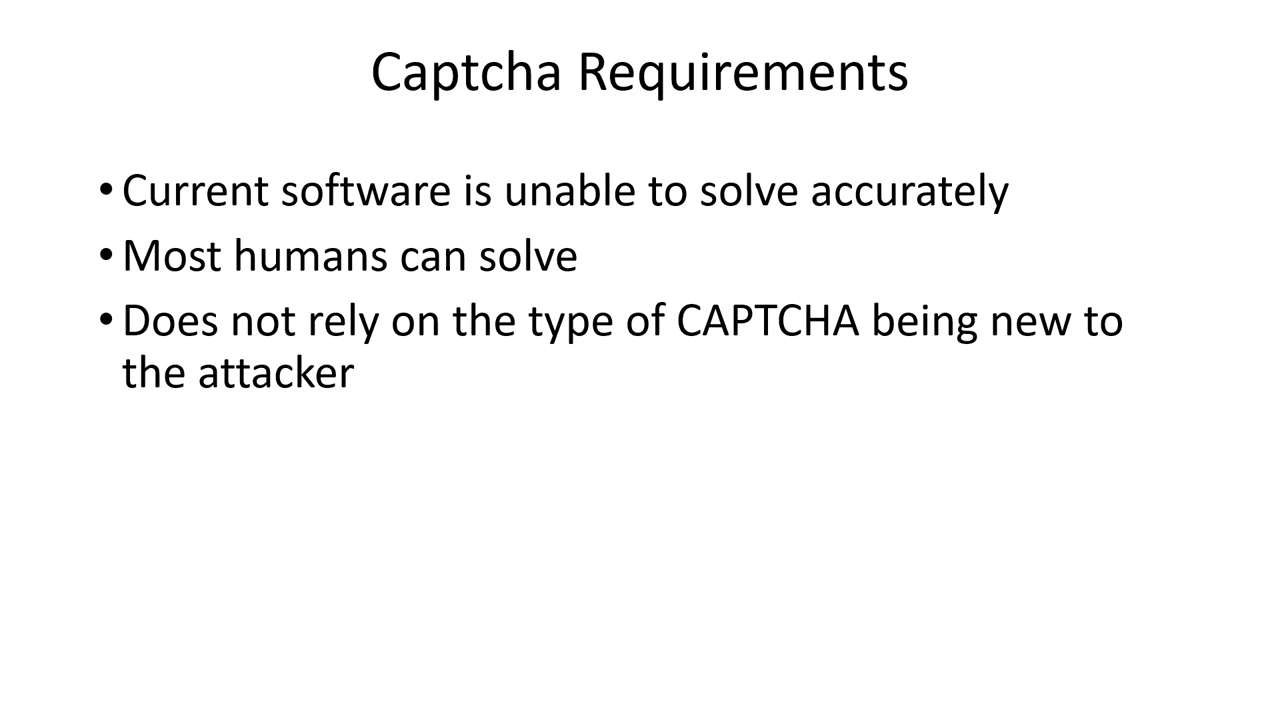 Captcha Requirements
• Current software is unable to solve accurately
• Most humans can solve
• Does not rely on the type of CAPTCHA being new to
the attacker